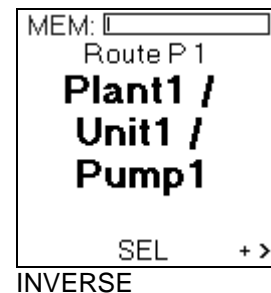 MEM:
Route P 1
Plant1 /
Unit1 /
Pump1
SEL + >
INVERSE